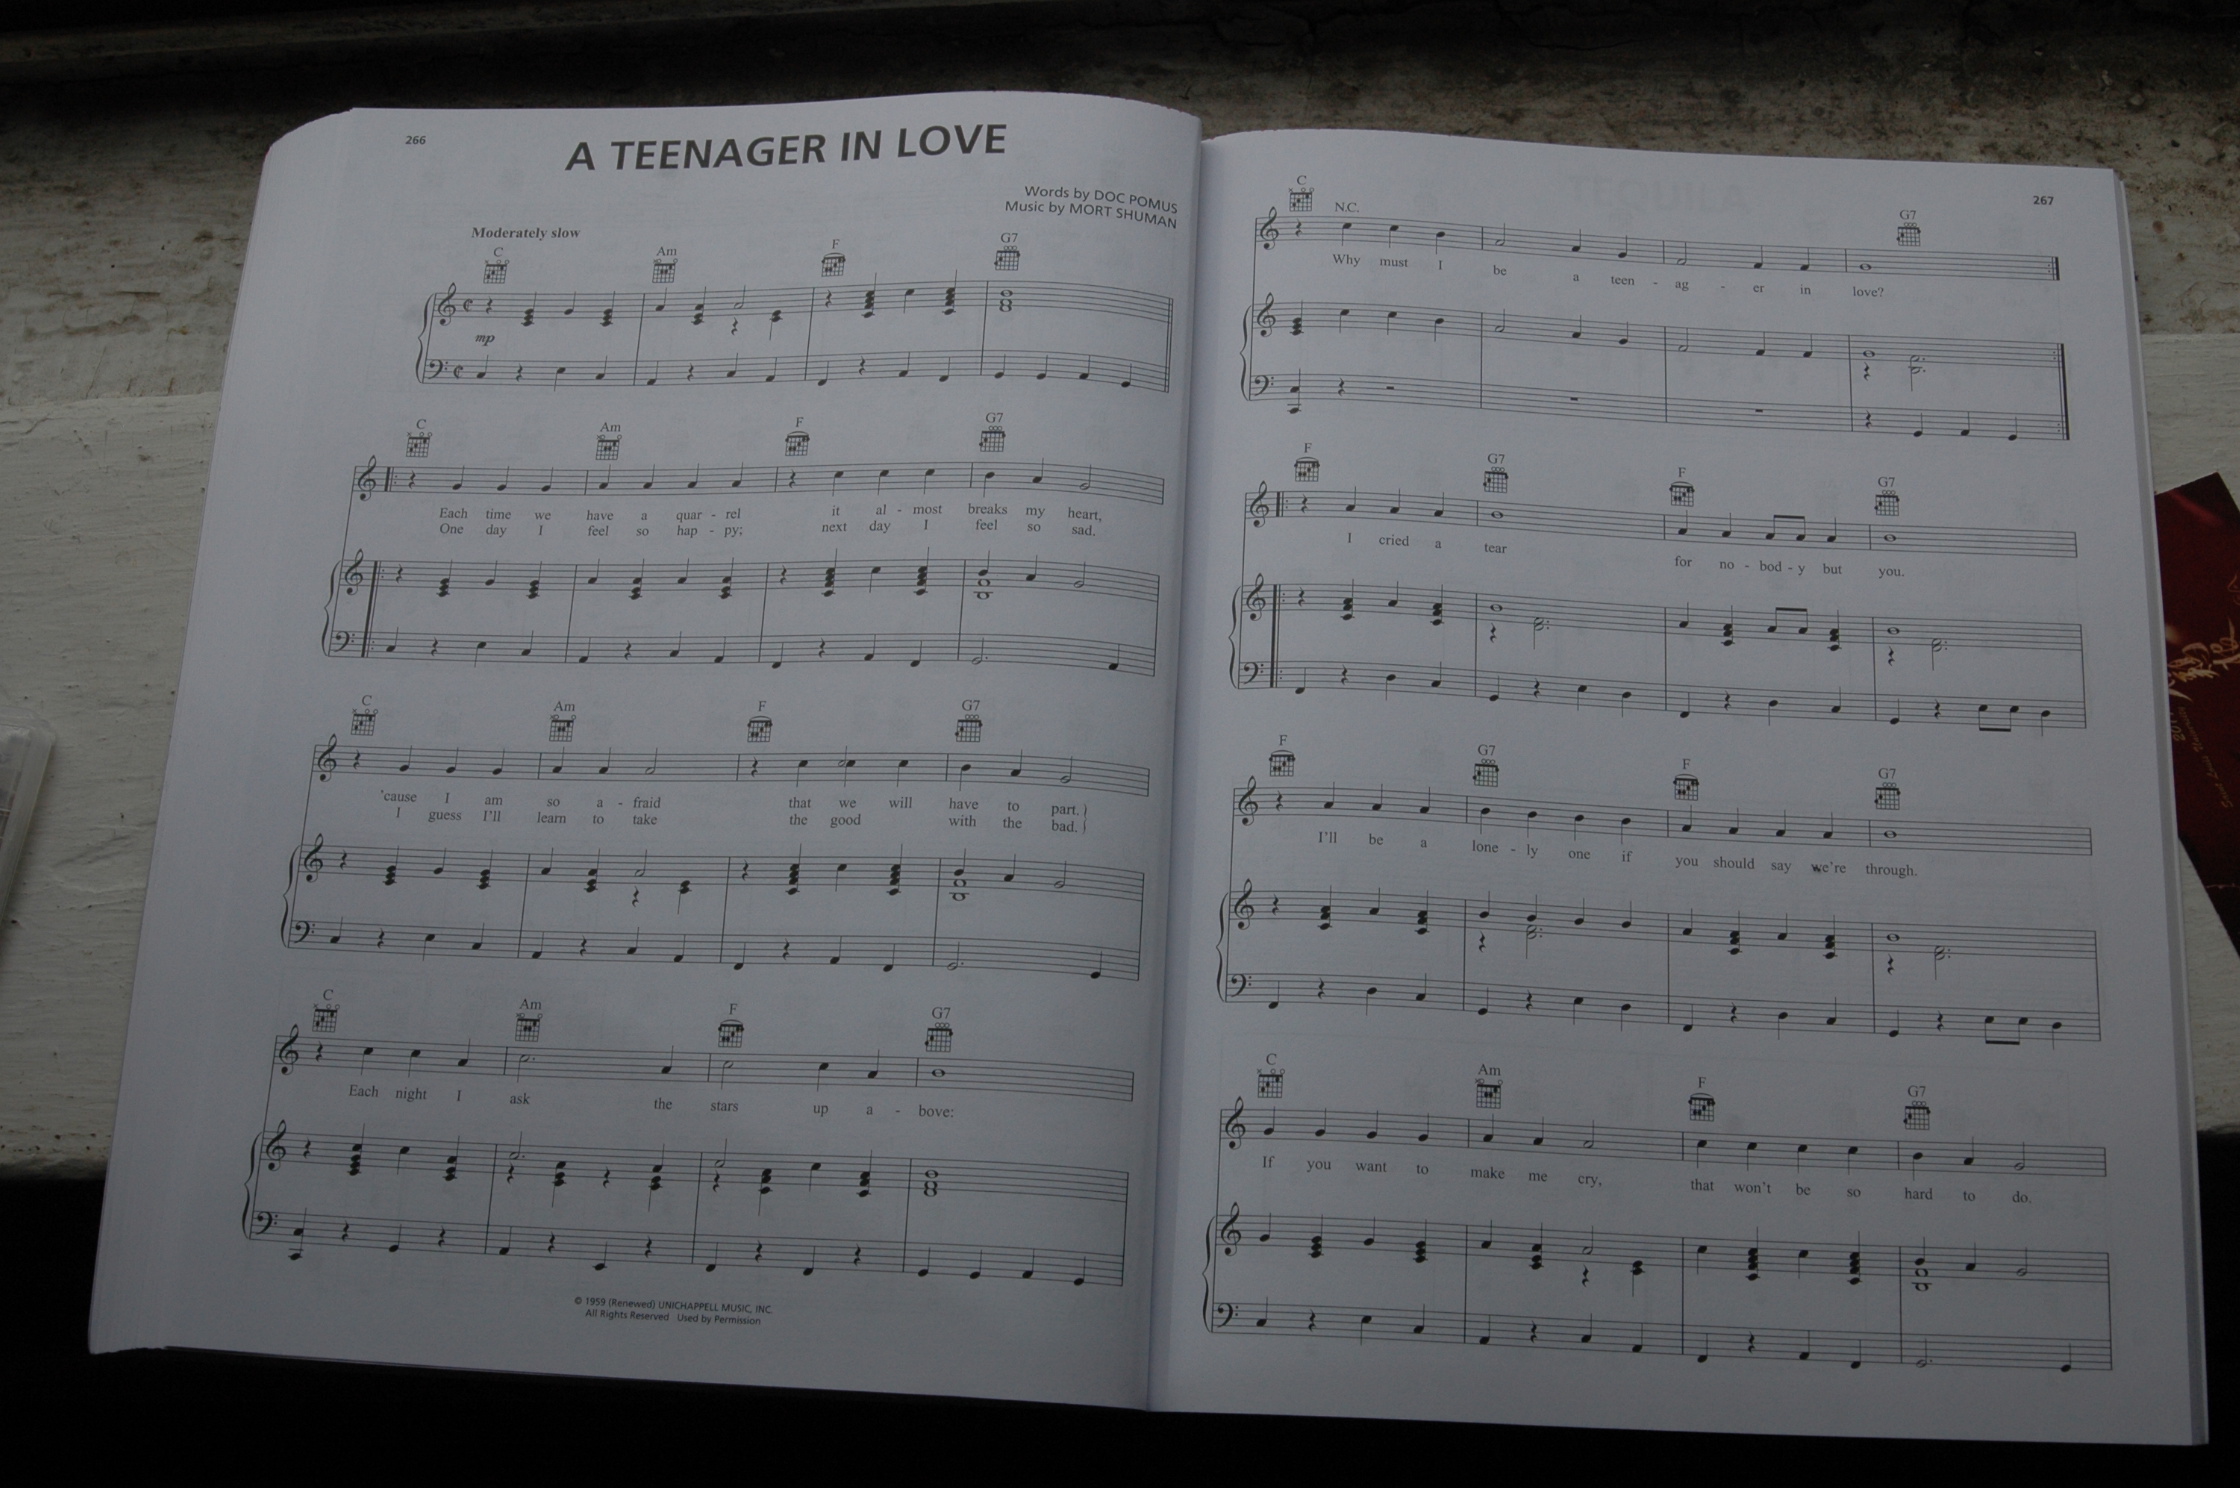 266
A TEENAGER IN LOVE
Words by DOC POMUS
Music by MORT SHUMAN
Moderately slow
C Am F G7
mp
C Am F G7
Each time we have a quar - rel it al - most breaks my heart,
One day I feel so hap - py; next day I feel so sad.
C Am F G7
'cause I am so a - fraid that we will have to part.
I guess I'll learn to take the good with the bad.
C Am F G7
Each night I ask the stars up a - bove:
© 1959 (Renewed) UNICHAPPELL MUSIC, INC.
All Rights Reserved Used by Permission
267
C N.C. G7
Why must I be a teen - ag - er in love?
F G7 F G7
I cried a tear for no - bod - y but you.
F G7 F G7
I'll be a lone - ly one if you should say we're through.
C Am F G7
If you want to make me cry, that won't be so hard to do.